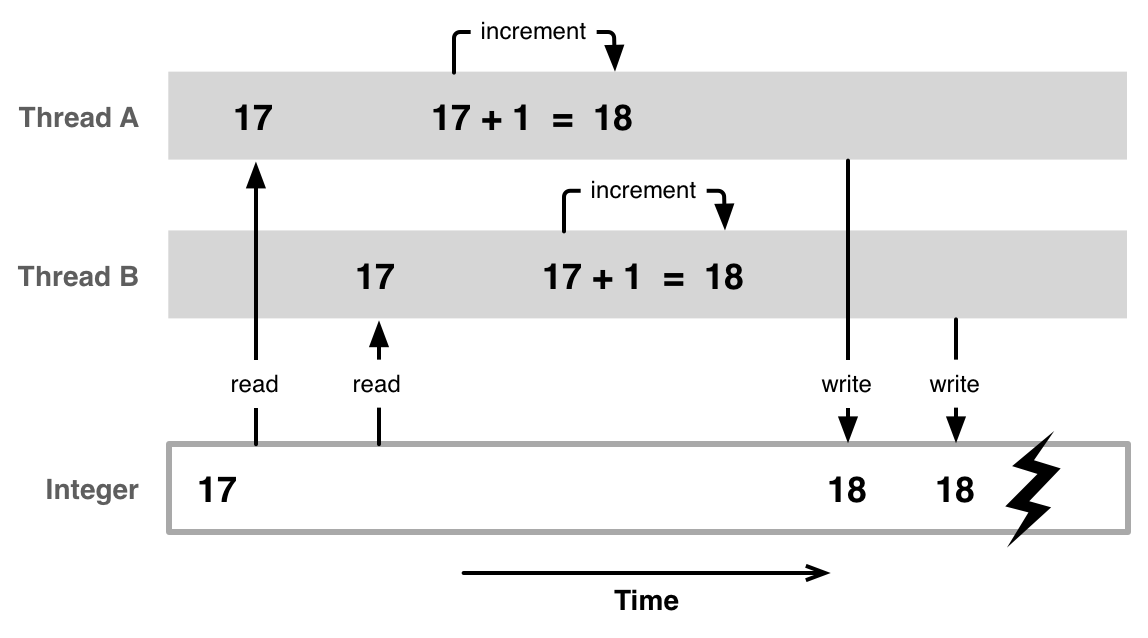 increment
Thread A 17 17 + 1 = 18
increment
Thread B 17 17 + 1 = 18
read read write write
Integer 17 18 18
Time